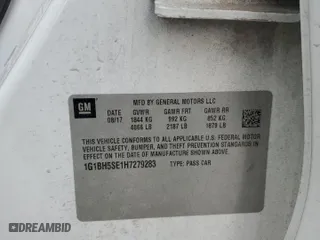 GM
MFD BY GENERAL MOTORS LLC
DATE GVWR GAWR FRT GAWR RR
08/17 1844 KG 992 KG 852 KG
4066 LB 2187 LB 1879 LB
THIS VEHICLE CONFORMS TO ALL APPLICABLE U.S. FEDERAL MOTOR
VEHICLE SAFETY, BUMPER, AND THEFT PREVENTION STANDARDS
IN EFFECT ON THE DATE OF MANUFACTURE SHOWN ABOVE.
1G1BH5SE1H7279283 TYPE: PASS CAR
AUTOBIDMASTER.COM